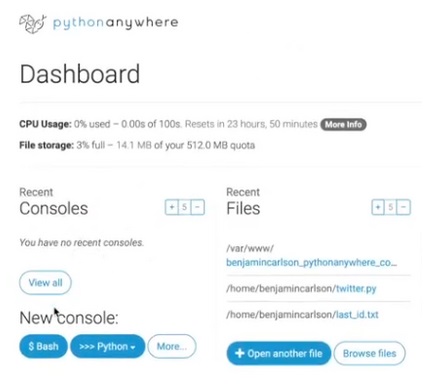 pythonanywhere
Dashboard
CPU Usage: 0% used – 0.00s of 100s. Resets in 23 hours, 50 minutes More Info
File storage: 3% full – 14.1 MB of your 512.0 MB quota
Recent
Consoles
+ 5 −
You have no recent consoles.
View all
New console:
$ Bash
>>> Python
More...
Recent
Files
+ 5 −
/var/www/
benjamincarlson_pythonanywhere_co...
/home/benjamincarlson/twitter.py
/home/benjamincarlson/last_id.txt
+ Open another file
Browse files